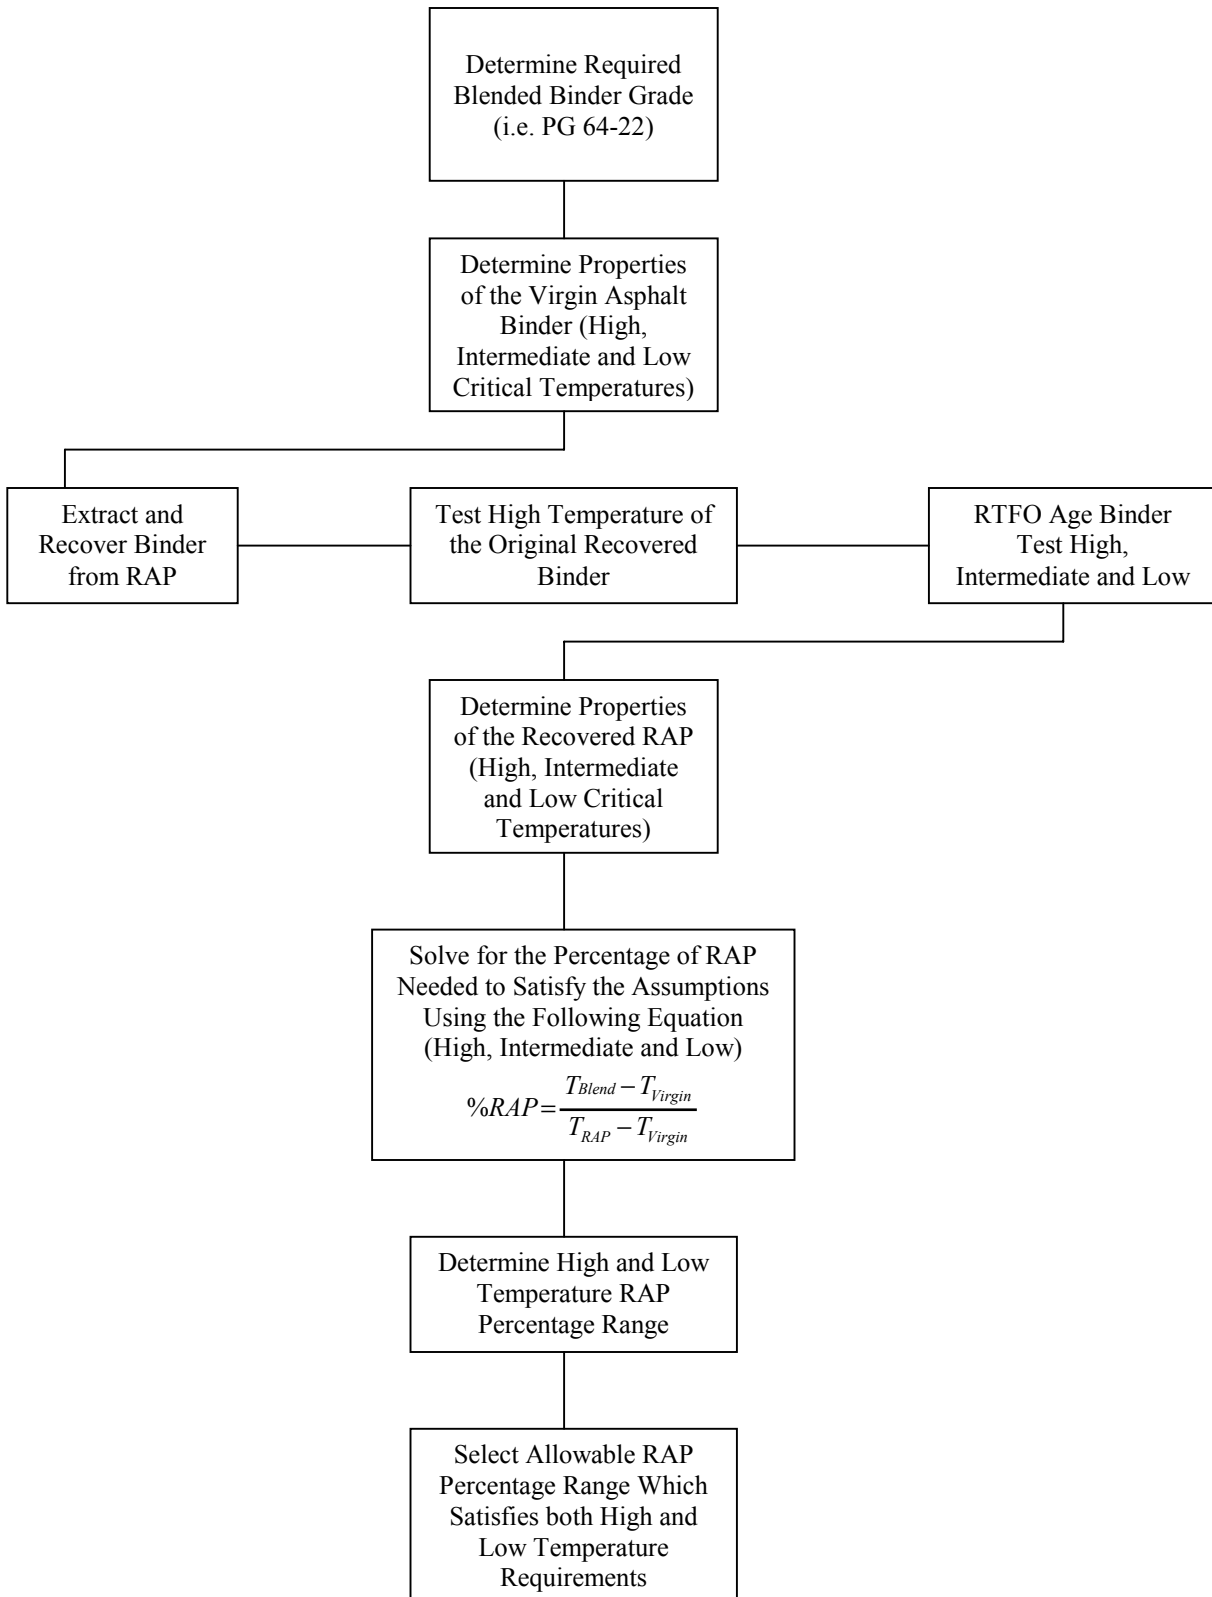 Determine Required
Blended Binder Grade
(i.e. PG 64-22)
Determine Properties
of the Virgin Asphalt
Binder (High,
Intermediate and Low
Critical Temperatures)
Extract and
Recover Binder
from RAP
Test High Temperature of
the Original Recovered
Binder
RTFO Age Binder
Test High,
Intermediate and Low
Determine Properties
of the Recovered RAP
(High, Intermediate
and Low Critical
Temperatures)
Solve for the Percentage of RAP
Needed to Satisfy the Assumptions
Using the Following Equation
(High, Intermediate and Low)
%RAP = (T_Blend − T_Virgin) / (T_RAP − T_Virgin)
Determine High and Low
Temperature RAP
Percentage Range
Select Allowable RAP
Percentage Range Which
Satisfies both High and
Low Temperature
Requirements